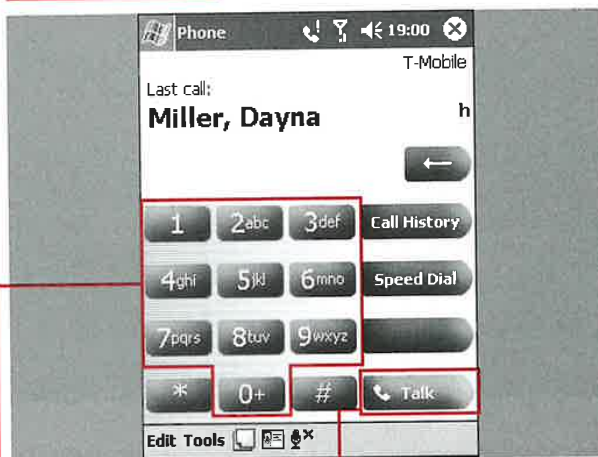 Phone 19:00
T-Mobile
Last call:
Miller, Dayna h
1 2abc 3def Call History
4ghi 5jkl 6mno Speed Dial
7pqrs 8tuv 9wxyz
* 0+ # Talk
Edit Tools